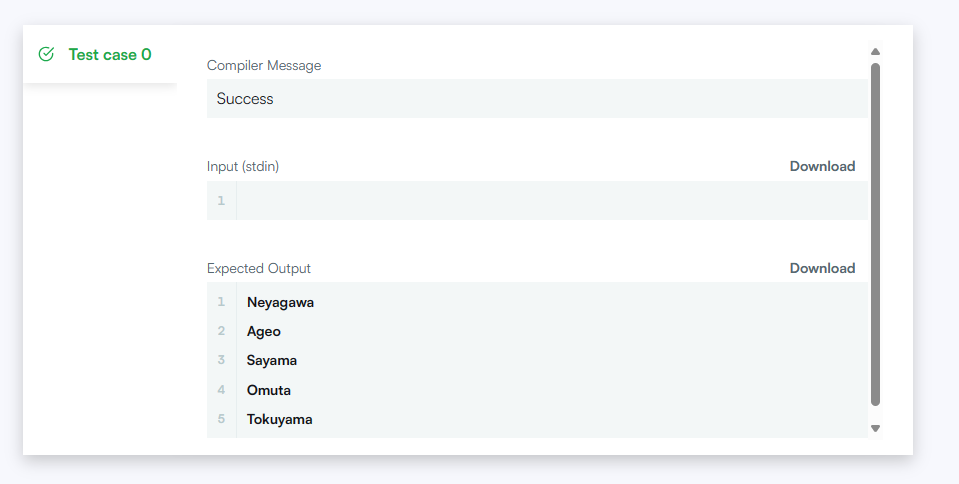 Test case 0
Compiler Message
Success
Input (stdin)
Download
1
Expected Output
Download
1 Neyagawa
2 Ageo
3 Sayama
4 Omuta
5 Tokuyama